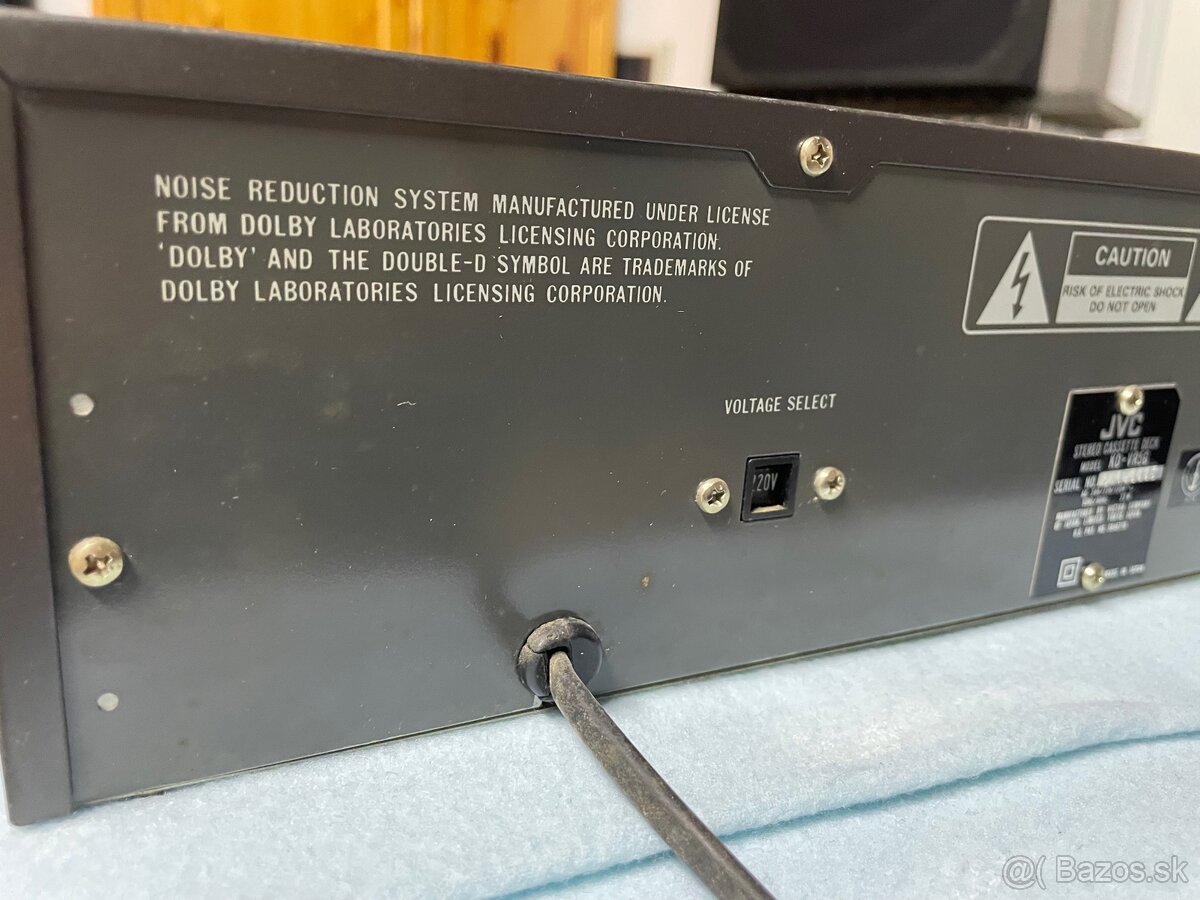 NOISE REDUCTION SYSTEM MANUFACTURED UNDER LICENSE
FROM DOLBY LABORATORIES LICENSING CORPORATION.
'DOLBY' AND THE DOUBLE-D SYMBOL ARE TRADEMARKS OF
DOLBY LABORATORIES LICENSING CORPORATION.
CAUTION
RISK OF ELECTRIC SHOCK
DO NOT OPEN
VOLTAGE SELECT
20V
JVC
STEREO CASSETTE DECK
MODEL
SERIAL NO.
@( Bazos.sk